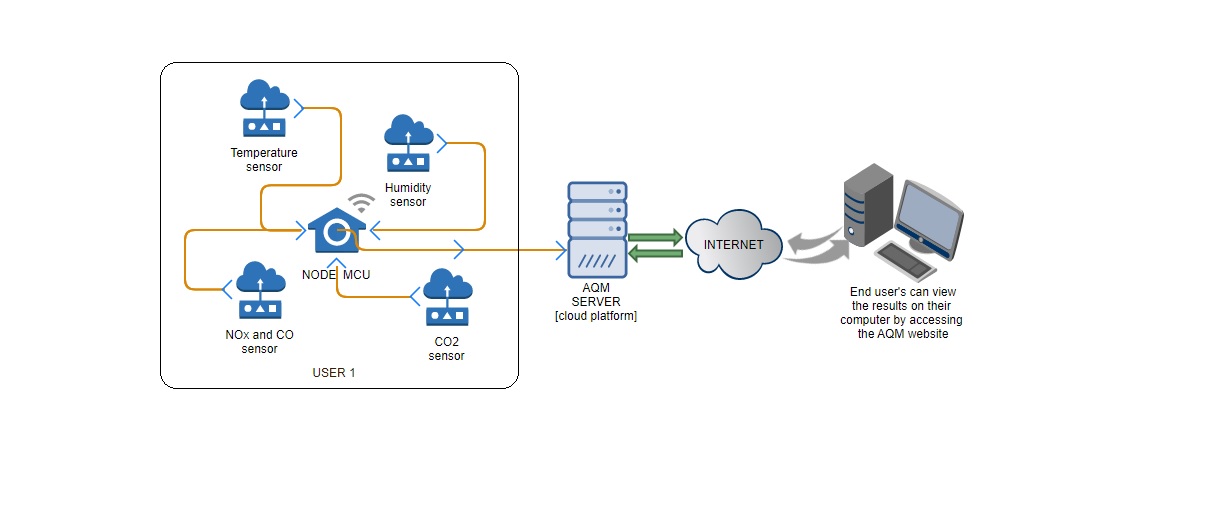 Temperature
sensor
Humidity
sensor
NODE MCU
NOx and CO
sensor
CO2
sensor
USER 1
AQM
SERVER
[cloud platform]
INTERNET
End user's can view
the results on their
computer by accessing
the AQM website